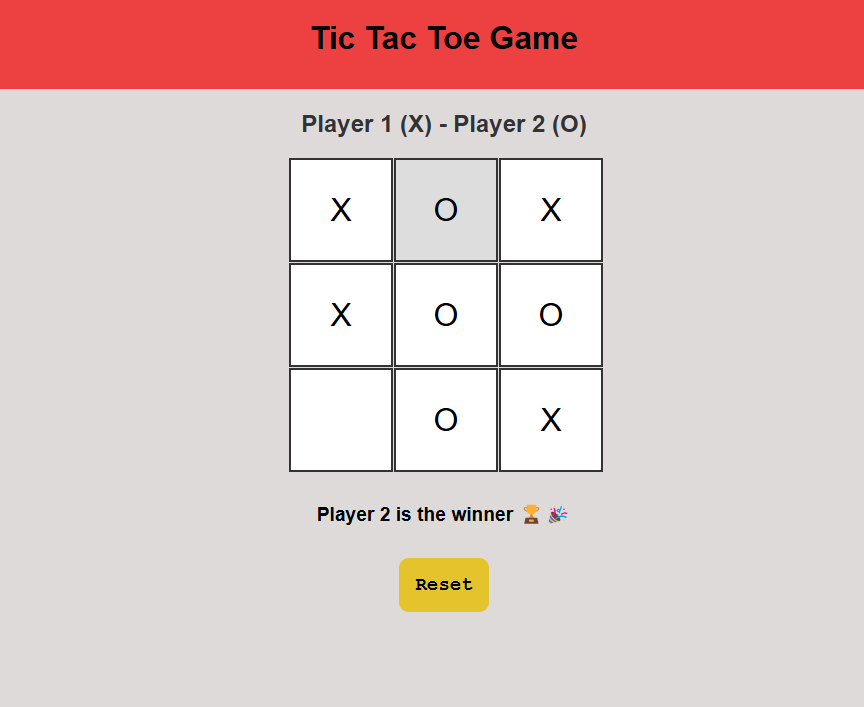 Tic Tac Toe Game
Player 1 (X) - Player 2 (O)
X O X
X O O
O X
Player 2 is the winner 🏆 🎉
Reset